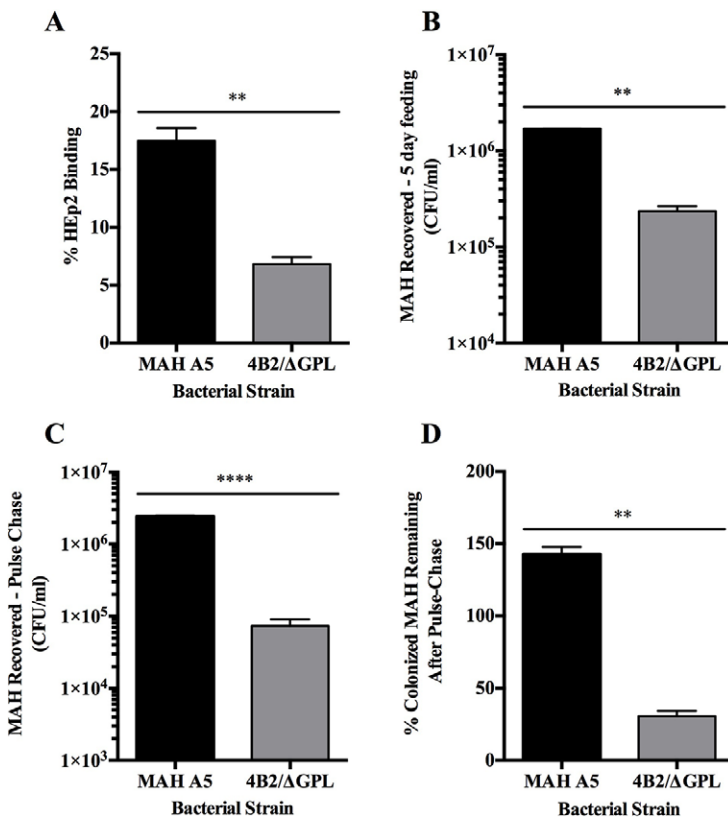 A
25
20
15
10
5
0
% HEp2 Binding
**
MAH A5
4B2/ΔGPL
Bacterial Strain
B
1×10⁷
1×10⁶
1×10⁵
1×10⁴
MAH Recovered - 5 day feeding
(CFU/ml)
**
MAH A5
4B2/ΔGPL
Bacterial Strain
C
1×10⁷
1×10⁶
1×10⁵
1×10⁴
1×10³
MAH Recovered - Pulse Chase
(CFU/ml)
****
MAH A5
4B2/ΔGPL
Bacterial Strain
D
200
150
100
50
0
% Colonized MAH Remaining
After Pulse-Chase
**
MAH A5
4B2/ΔGPL
Bacterial Strain